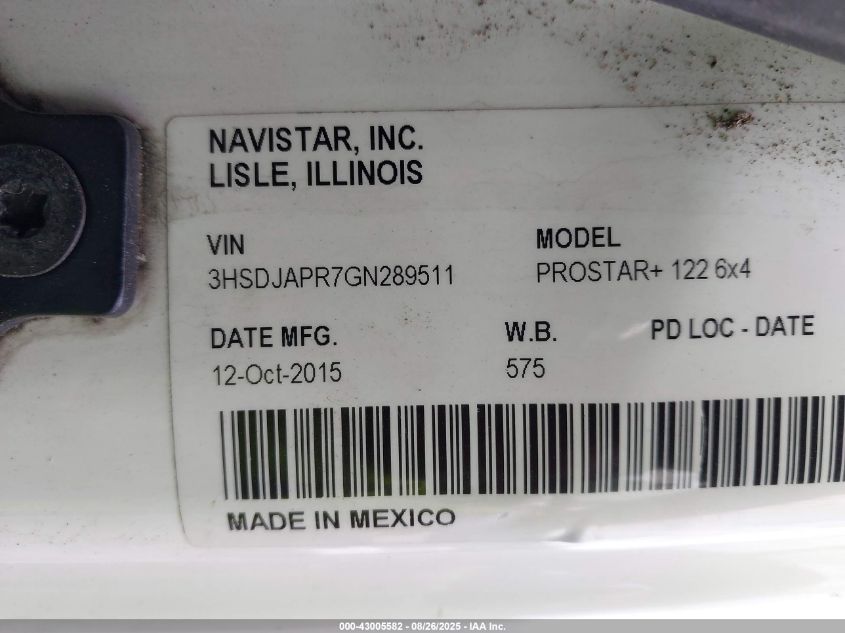 NAVISTAR, INC.
LISLE, ILLINOIS
VIN
MODEL
3HSDJAPR7GN289511
PROSTAR+ 122 6x4
DATE MFG.
W.B.
PD LOC - DATE
12-Oct-2015
575
MADE IN MEXICO
000-43005582 - 08/26/2025 - IAA Inc.